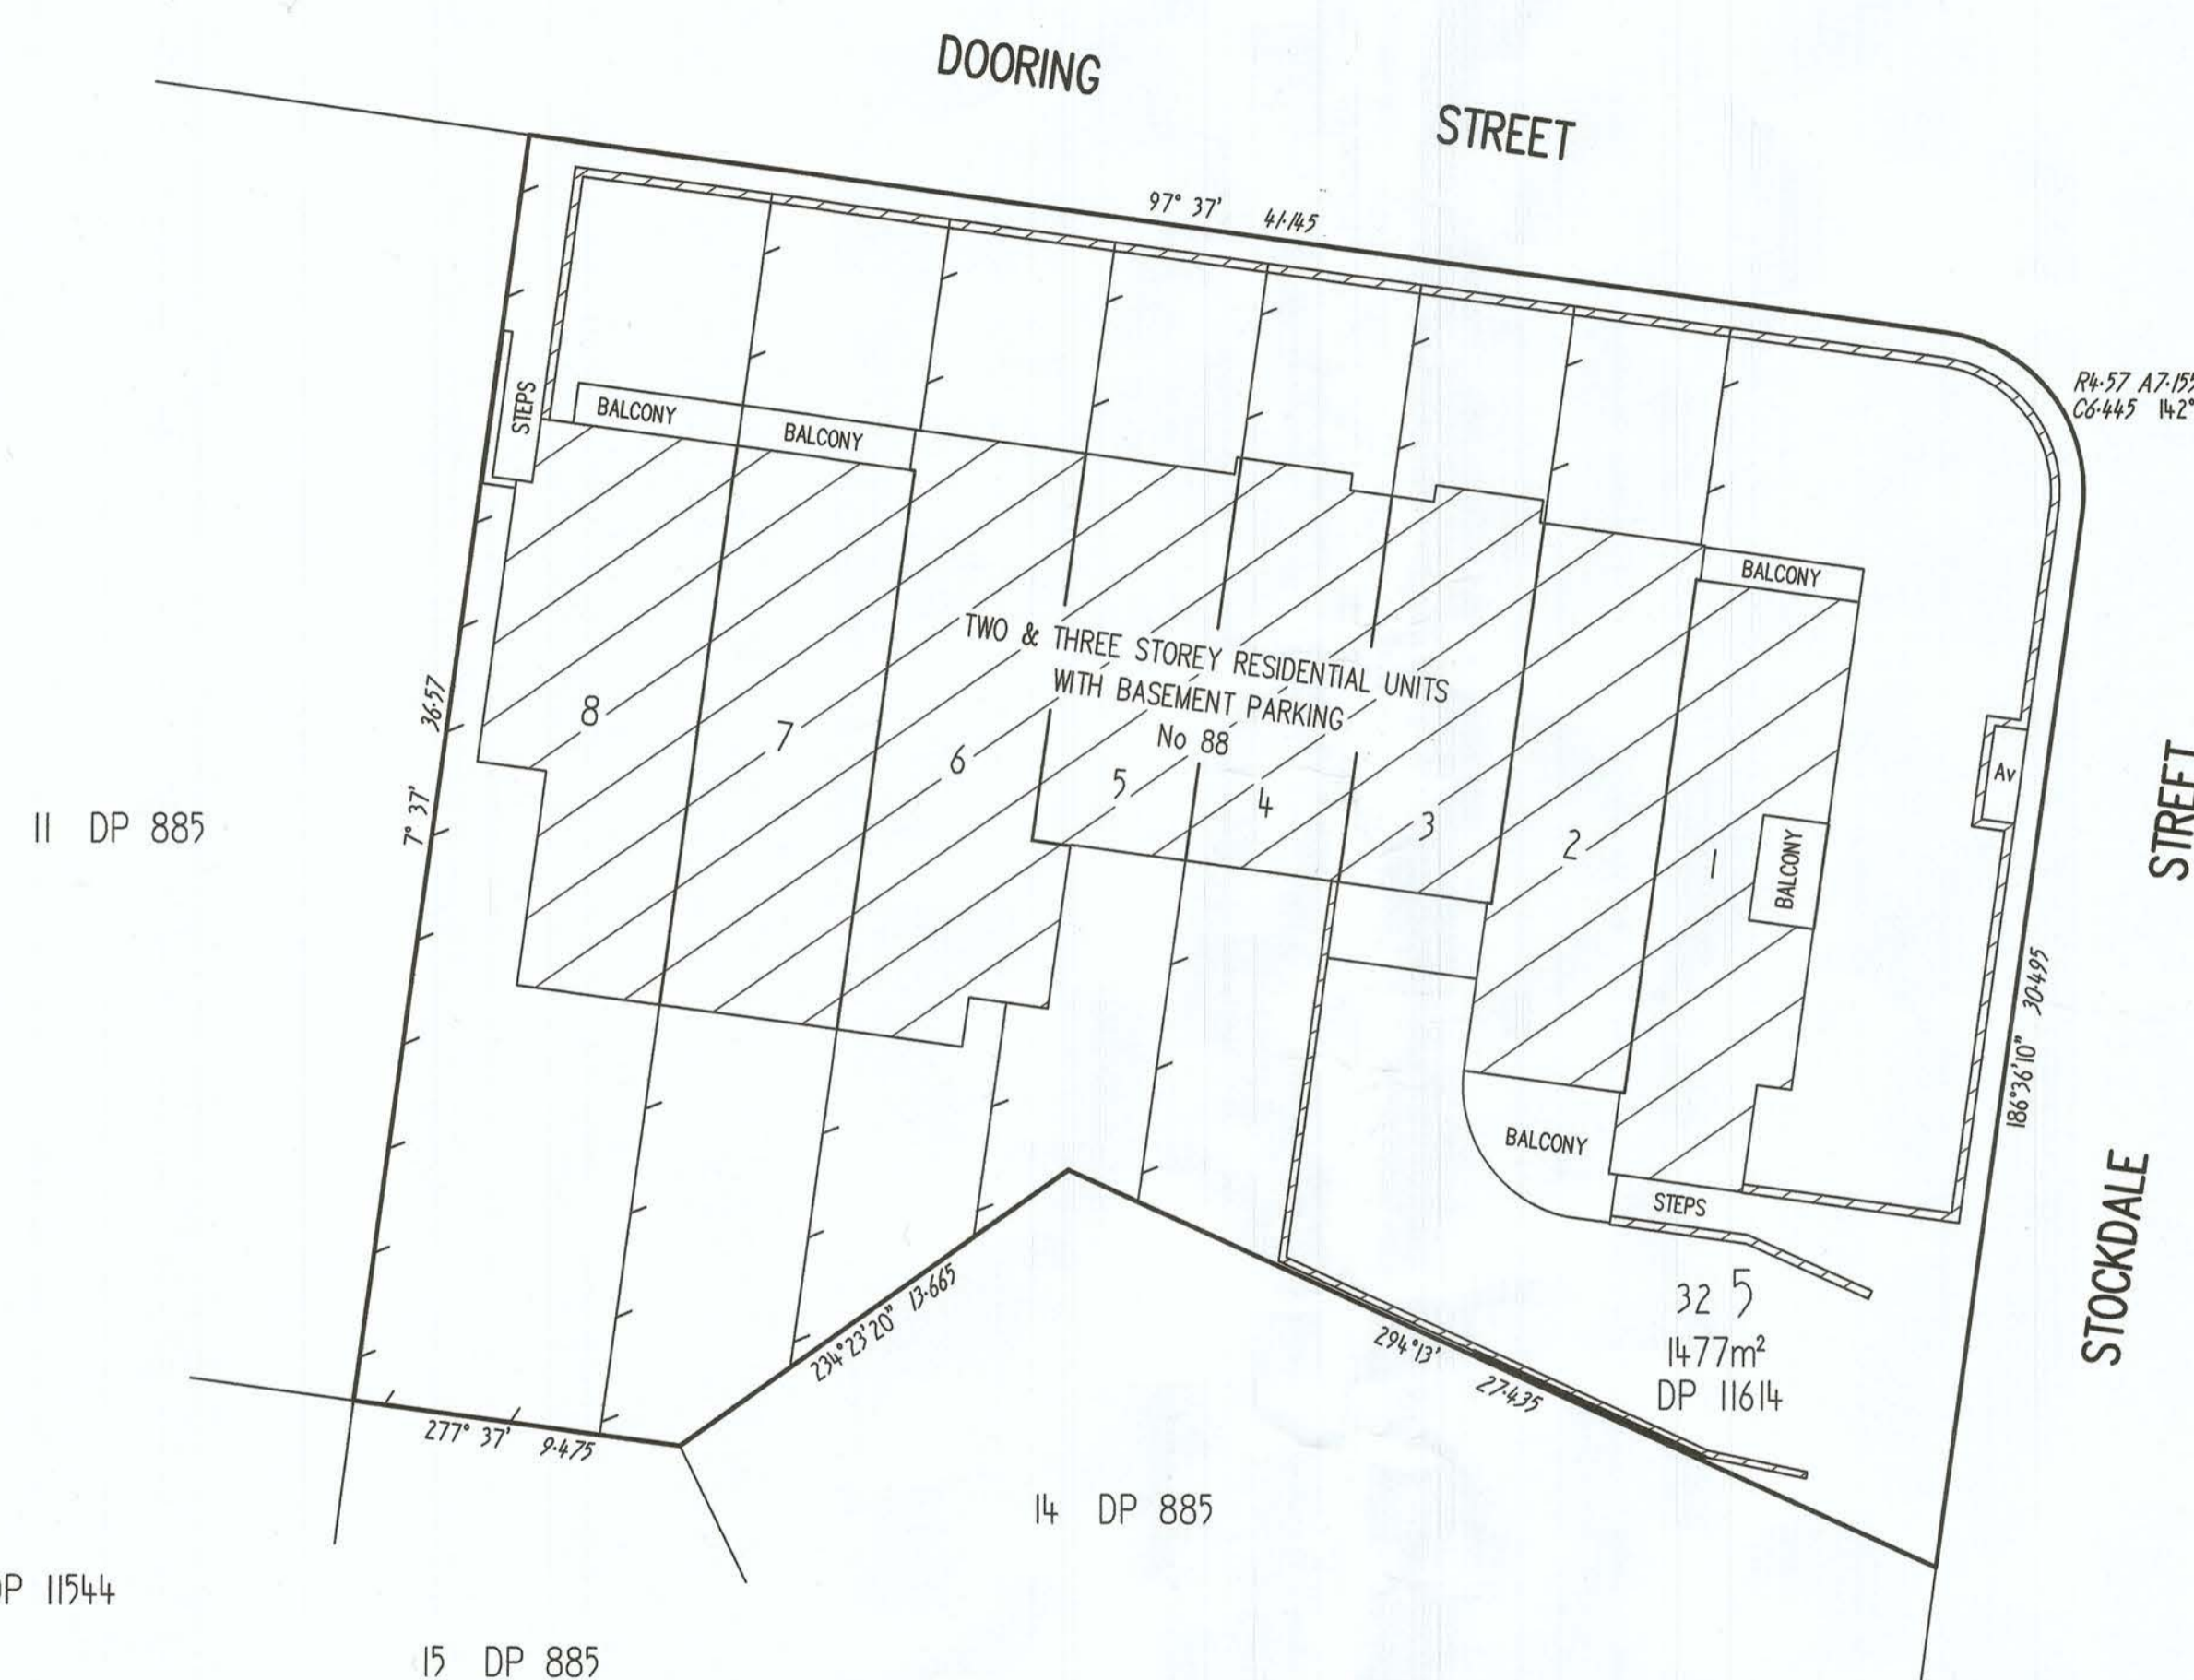 DOORING
STREET
97° 37' 41·145
R4·57 A7·155
C6·445 142°
STEPS
BALCONY
BALCONY
BALCONY
TWO & THREE STOREY RESIDENTIAL UNITS
WITH BASEMENT PARKING
No 88
8
7
6
5
4
3
2
1
BALCONY
Av
STREET
36·57
7° 37'
11 DP 885
186°36'10" 30·495
BALCONY
STEPS
STOCKDALE
32 5
1477m²
DP 11614
234°23'20" 13·665
294°13'
27·435
277° 37' 9·475
14 DP 885
DP 11544
15 DP 885